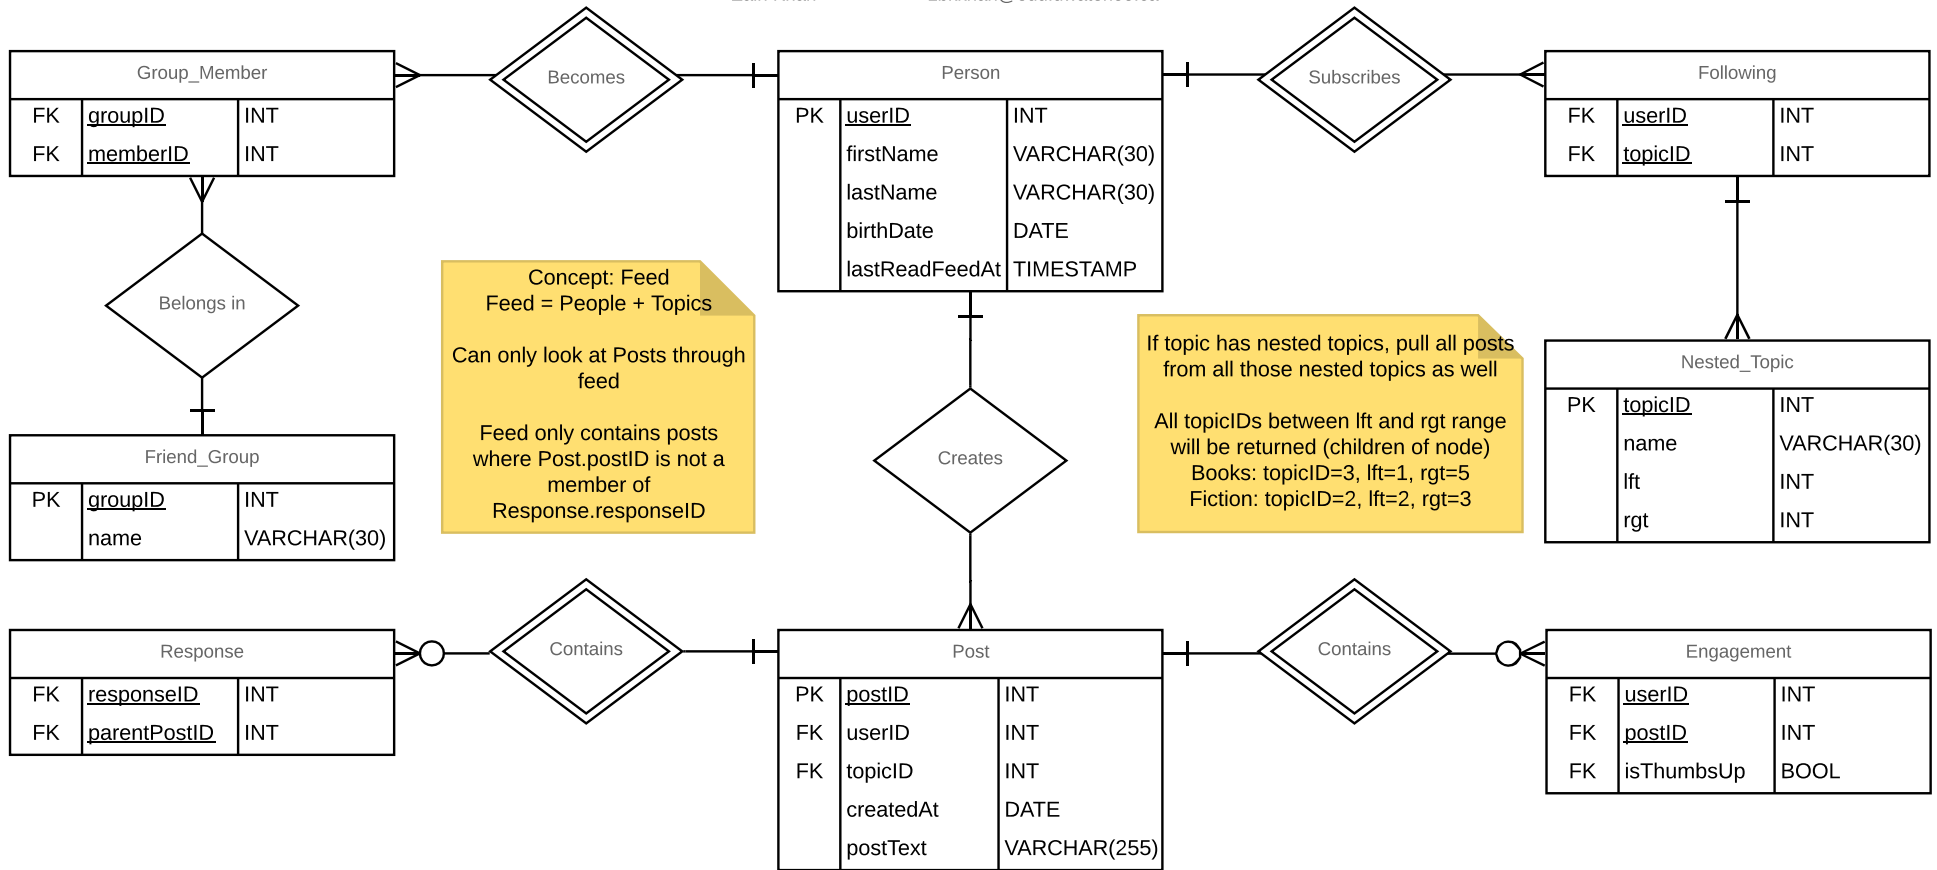 Group_Member
FK groupID INT
FK memberID INT
Becomes
Person
PK userID INT
firstName VARCHAR(30)
lastName VARCHAR(30)
birthDate DATE
lastReadFeedAt TIMESTAMP
Subscribes
Following
FK userID INT
FK topicID INT
Belongs in
Concept: Feed
Feed = People + Topics
Can only look at Posts through
feed
Feed only contains posts
where Post.postID is not a
member of
Response.responseID
Creates
If topic has nested topics, pull all posts
from all those nested topics as well
All topicIDs between lft and rgt range
will be returned (children of node)
Books: topicID=3, lft=1, rgt=5
Fiction: topicID=2, lft=2, rgt=3
Nested_Topic
PK topicID INT
name VARCHAR(30)
lft INT
rgt INT
Friend_Group
PK groupID INT
name VARCHAR(30)
Response
FK responseID INT
FK parentPostID INT
Contains
Post
PK postID INT
FK userID INT
FK topicID INT
createdAt DATE
postText VARCHAR(255)
Contains
Engagement
FK userID INT
FK postID INT
FK isThumbsUp BOOL